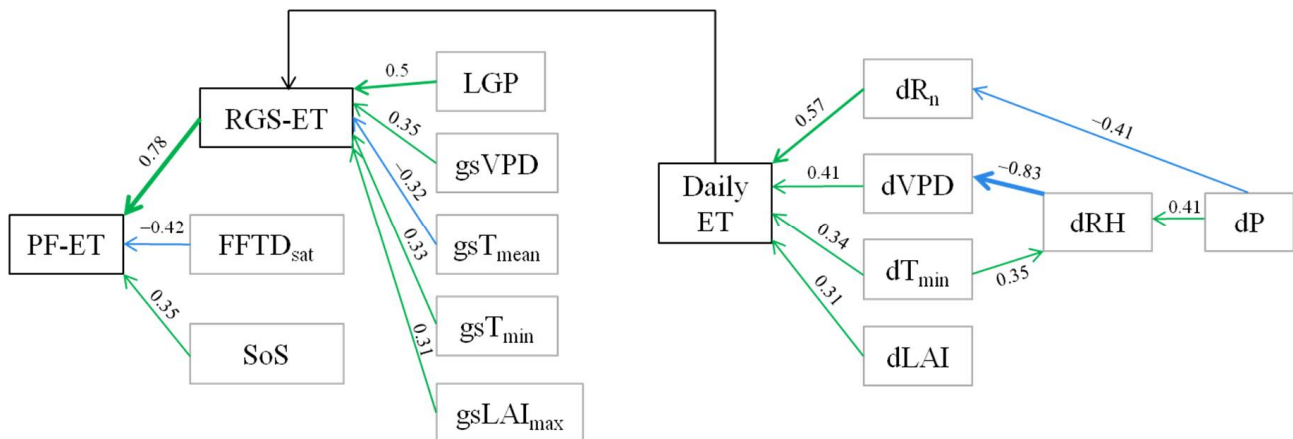 LGP
0.5
dRₙ
RGS-ET
0.35
0.57
−0.41
0.78
gsVPD
−0.32
Daily
ET
0.41
dVPD
−0.83
PF-ET
−0.42
FFTDsat
0.33
gsTmean
0.34
dTmin
0.35
dRH
0.41
dP
0.35
SoS
0.31
gsTmin
0.31
dLAI
gsLAImax